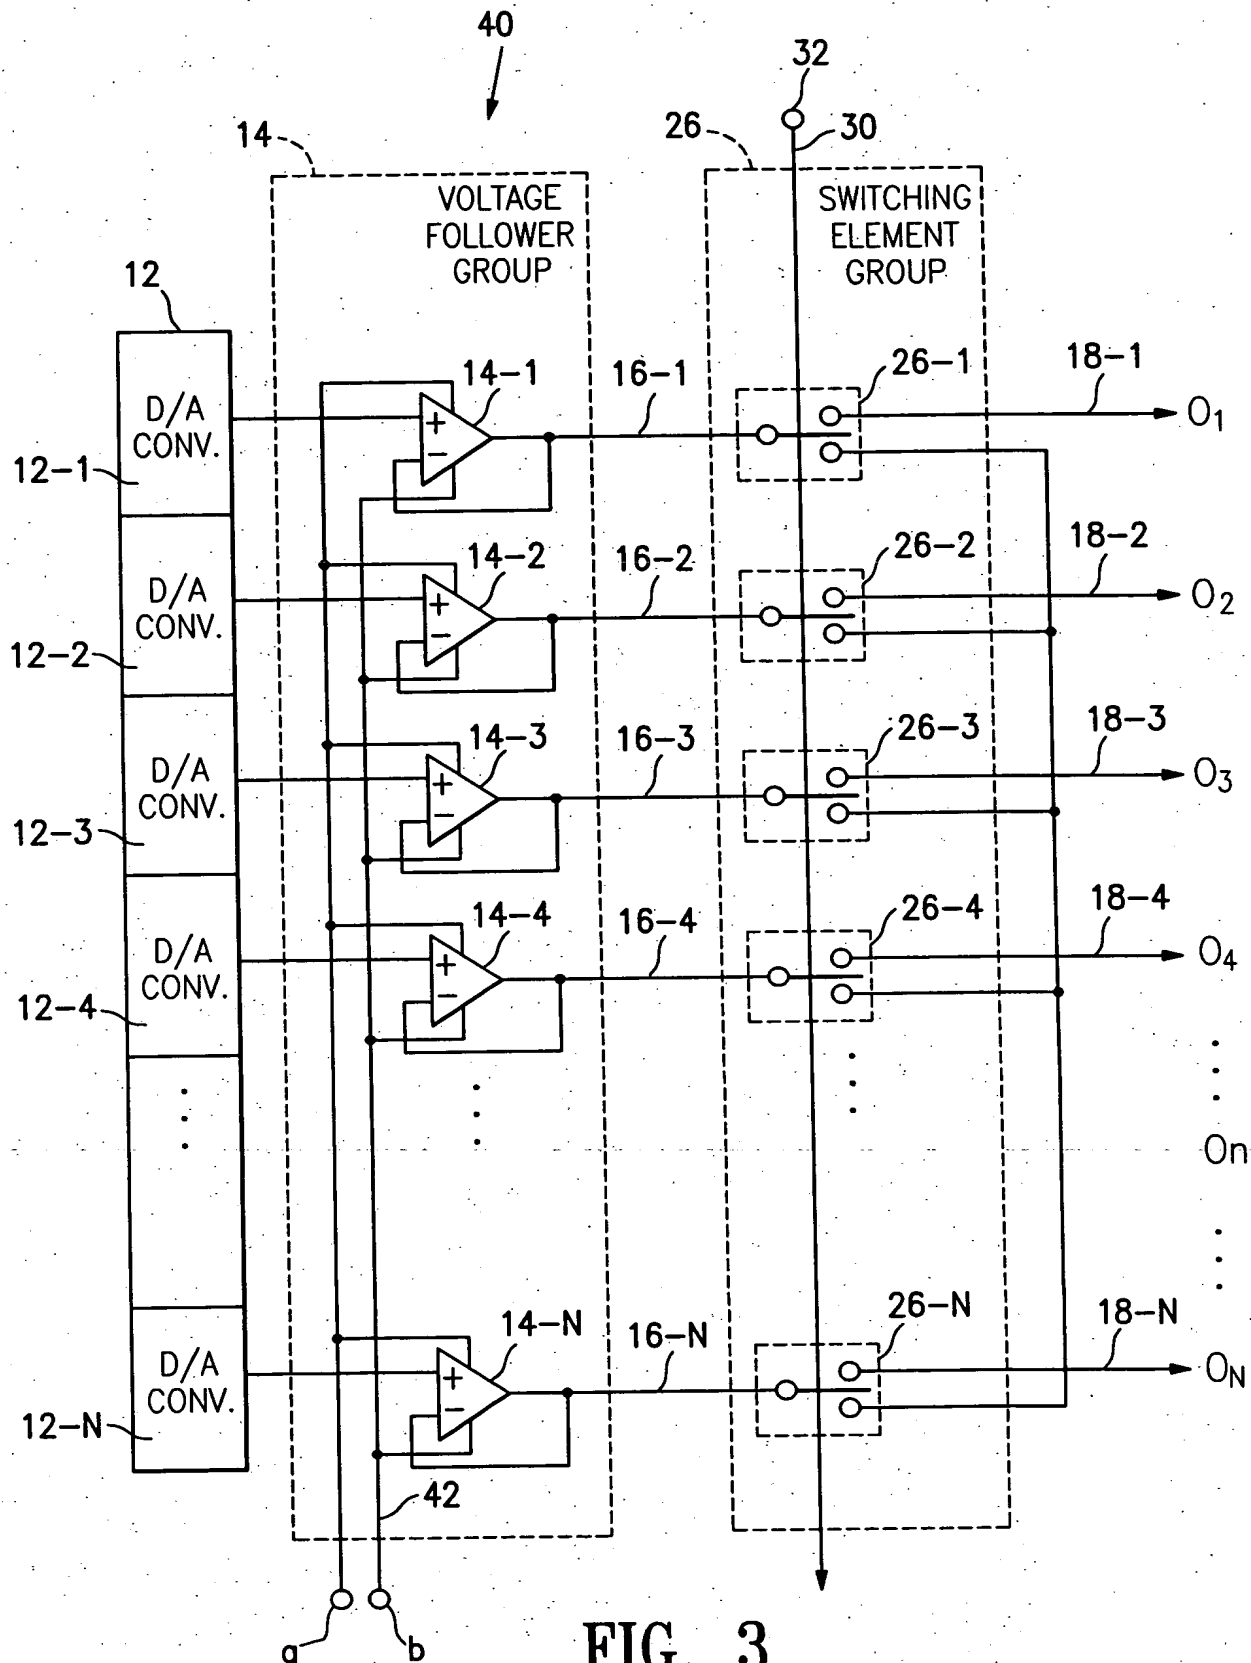 40
32
14
26
30
VOLTAGE
FOLLOWER
GROUP
SWITCHING
ELEMENT
GROUP
12
14-1
16-1
26-1
18-1
O1
D/A
CONV.
12-1
14-2
16-2
26-2
18-2
O2
D/A
CONV.
12-2
14-3
16-3
26-3
18-3
O3
D/A
CONV.
12-3
14-4
16-4
26-4
18-4
O4
D/A
CONV.
12-4
On
14-N
16-N
26-N
18-N
ON
D/A
CONV.
12-N
42
a
b
FIG. 3